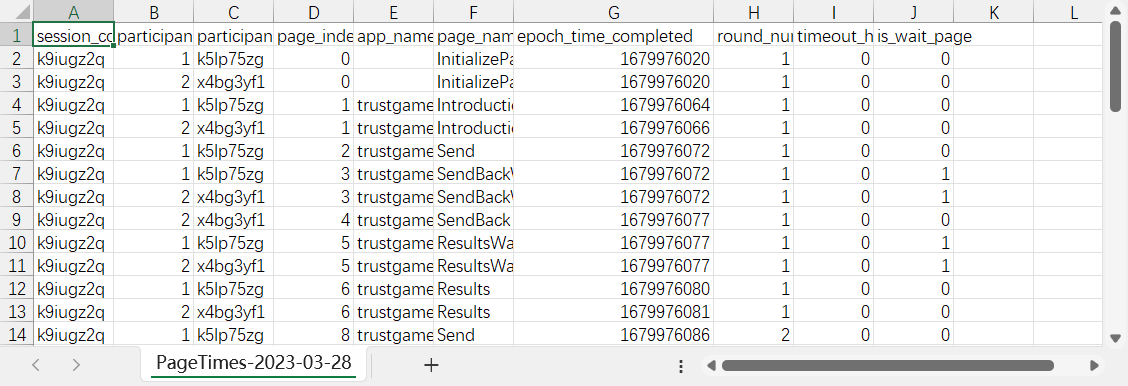 A B C D E F G H I J K L
1 session_co participan participan page_inde app_name page_nam epoch_time_completed round_nur timeout_h is_wait_page
2 k9iugz2q 1 k5lp75zg 0 InitializePa 1679976020 1 0 0
3 k9iugz2q 2 x4bg3yf1 0 InitializePa 1679976020 1 0 0
4 k9iugz2q 1 k5lp75zg 1 trustgame Introducti 1679976064 1 0 0
5 k9iugz2q 2 x4bg3yf1 1 trustgame Introducti 1679976066 1 0 0
6 k9iugz2q 1 k5lp75zg 2 trustgame Send 1679976072 1 0 0
7 k9iugz2q 1 k5lp75zg 3 trustgame SendBackW 1679976072 1 0 1
8 k9iugz2q 2 x4bg3yf1 3 trustgame SendBackW 1679976072 1 0 1
9 k9iugz2q 2 x4bg3yf1 4 trustgame SendBack 1679976077 1 0 0
10 k9iugz2q 1 k5lp75zg 5 trustgame ResultsWa 1679976077 1 0 1
11 k9iugz2q 2 x4bg3yf1 5 trustgame ResultsWa 1679976077 1 0 1
12 k9iugz2q 1 k5lp75zg 6 trustgame Results 1679976080 1 0 0
13 k9iugz2q 2 x4bg3yf1 6 trustgame Results 1679976081 1 0 0
14 k9iugz2q 1 k5lp75zg 8 trustgame Send 1679976086 2 0 0
PageTimes-2023-03-28